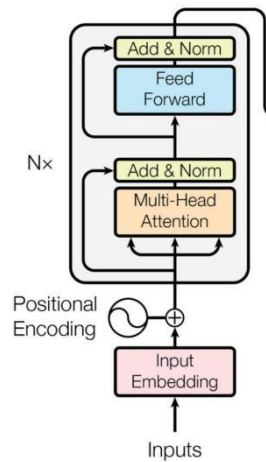 Add & Norm
Feed
Forward
N×
Add & Norm
Multi-Head
Attention
Positional
Encoding
Input
Embedding
Inputs